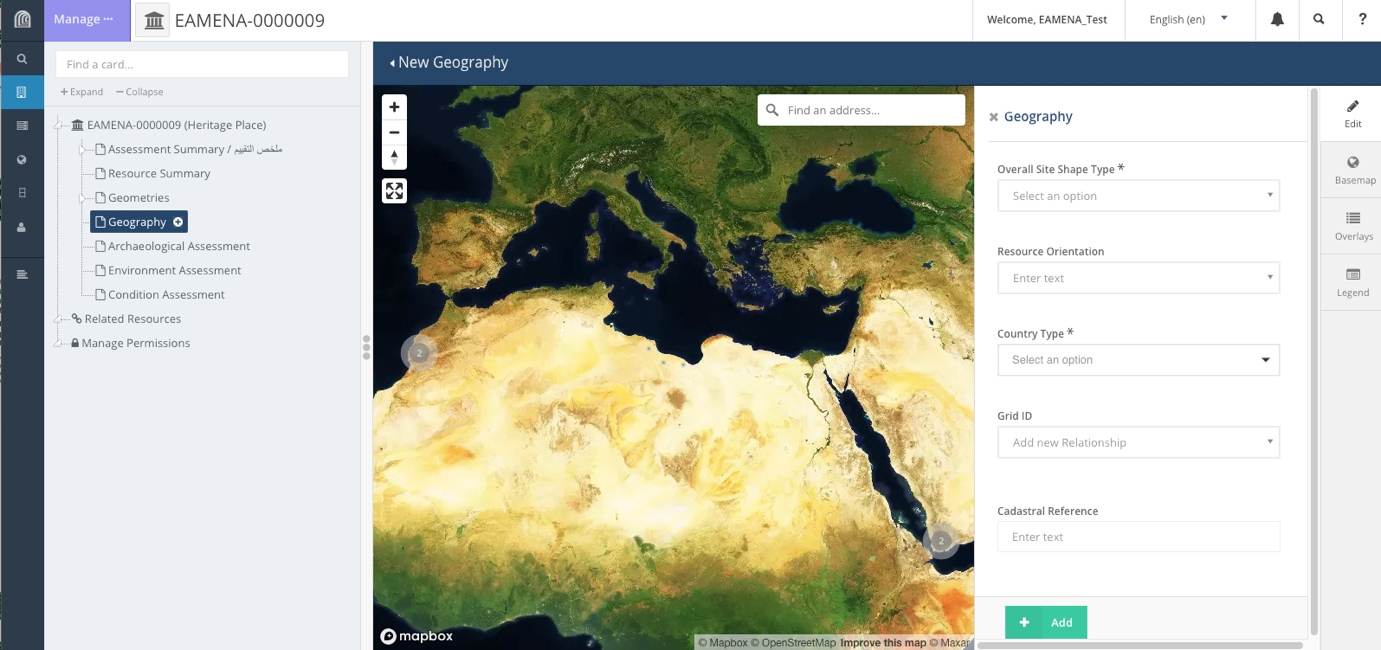 Manage ...
EAMENA-0000009
Welcome, EAMENA_Test
English (en)
?
Find a card...
+ Expand − Collapse
EAMENA-0000009 (Heritage Place)
Assessment Summary / ملخص التقييم
Resource Summary
Geometries
Geography
Archaeological Assessment
Environment Assessment
Condition Assessment
Related Resources
Manage Permissions
New Geography
Find an address...
2
2
mapbox
© Mapbox © OpenStreetMap Improve this map © Maxar
Geography
Overall Site Shape Type *
Select an option
Resource Orientation
Enter text
Country Type *
Select an option
Grid ID
Add new Relationship
Cadastral Reference
Enter text
+ Add
Edit
Basemap
Overlays
Legend